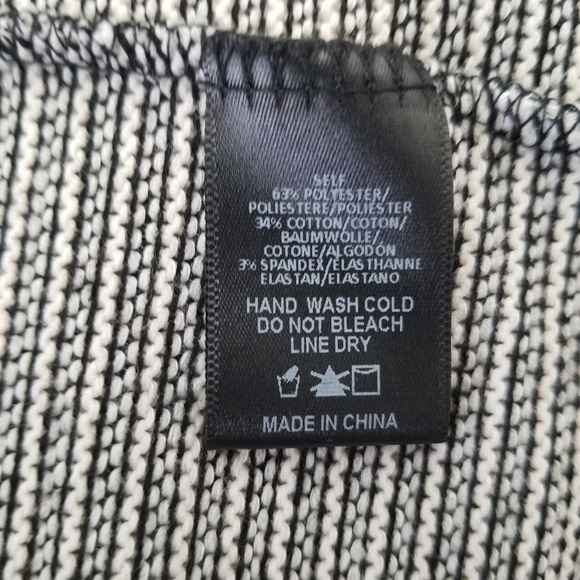 SELF
63% POLYESTER/
POLIESTERE/POLIESTER
34% COTTON/COTON/
BAUMWOLLE/
COTONE/ALGODÓN
3% SPANDEX/ÉLASTHANNE
ELASTAN/ELASTANO
HAND WASH COLD
DO NOT BLEACH
LINE DRY
MADE IN CHINA